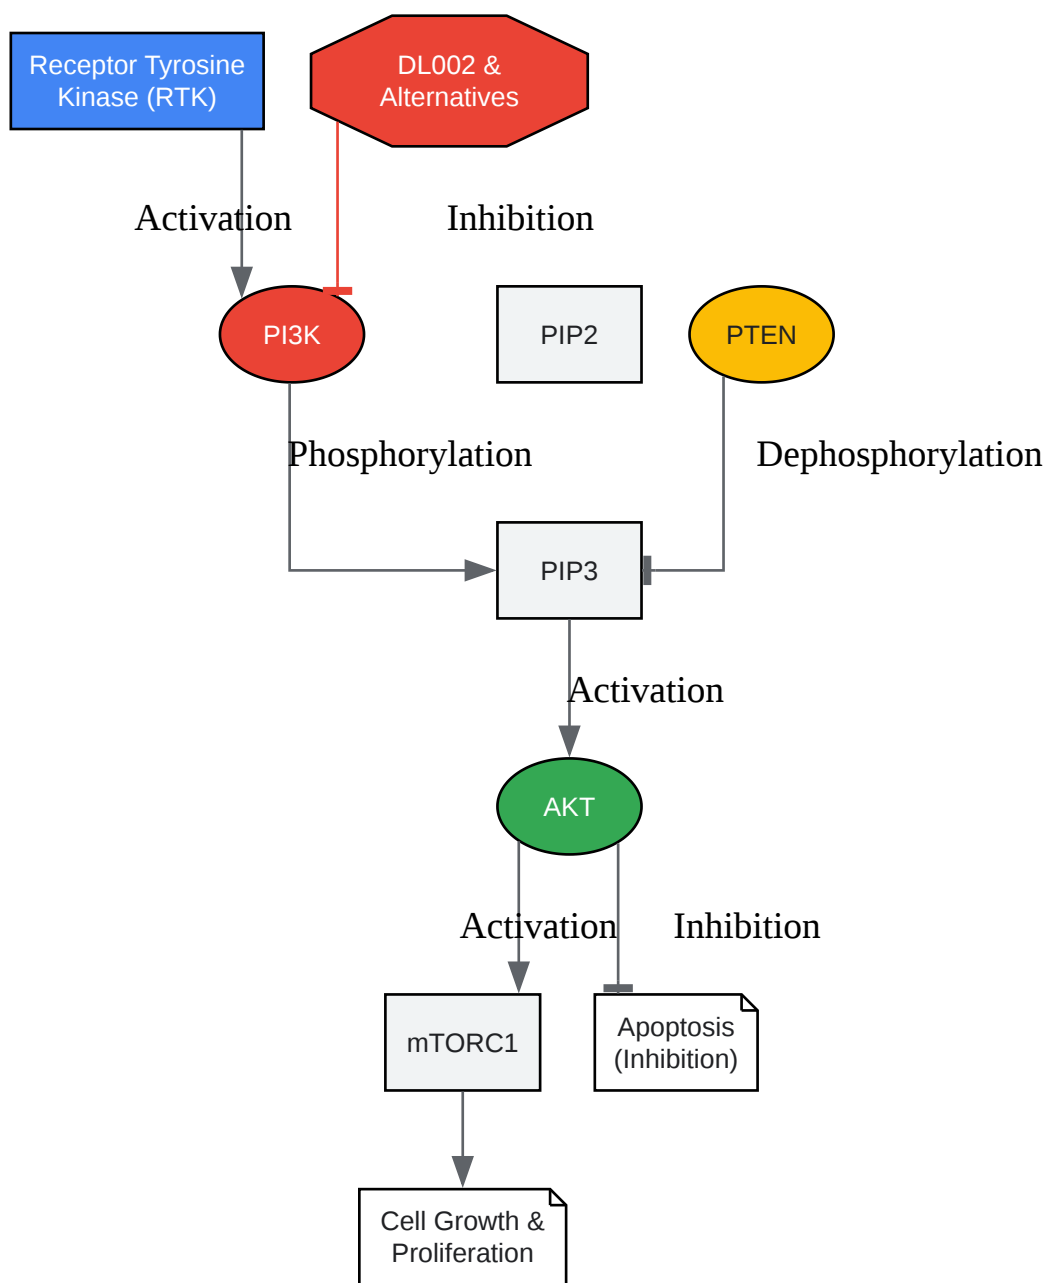 Receptor Tyrosine
Kinase (RTK)
DL002 &
Alternatives
Activation
Inhibition
PI3K
PIP2
PTEN
Phosphorylation
Dephosphorylation
PIP3
Activation
AKT
Activation
Inhibition
mTORC1
Apoptosis
(Inhibition)
Cell Growth &
Proliferation